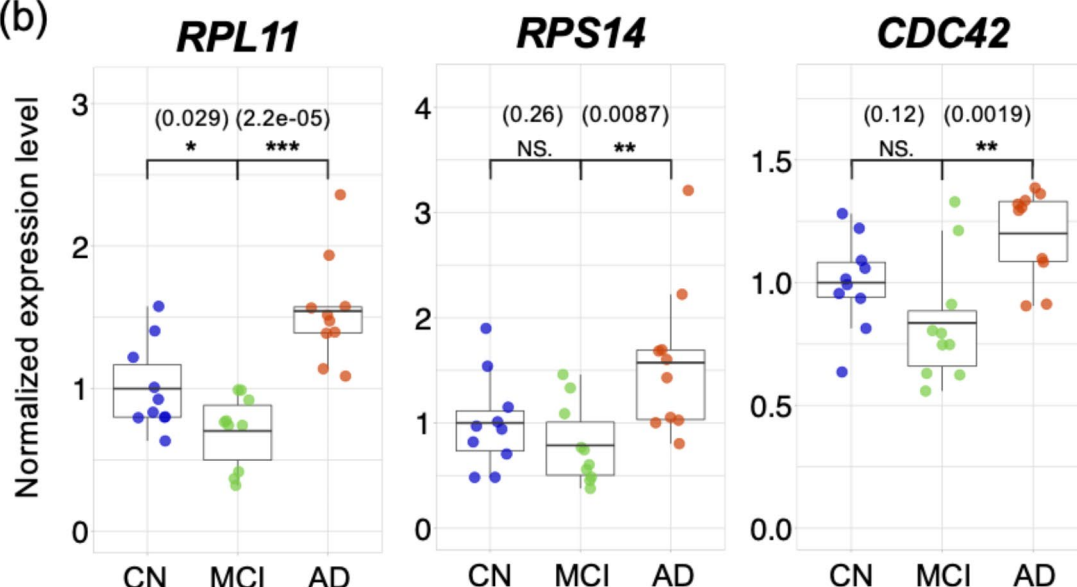 (b)
RPL11 RPS14 CDC42
Normalized expression level
3
2
1
0
(0.029) (2.2e-05)
* ***
CN MCI AD
4
3
2
1
0
(0.26) (0.0087)
NS. **
CN MCI AD
1.5
1.0
0.5
0.0
(0.12) (0.0019)
NS. **
CN MCI AD